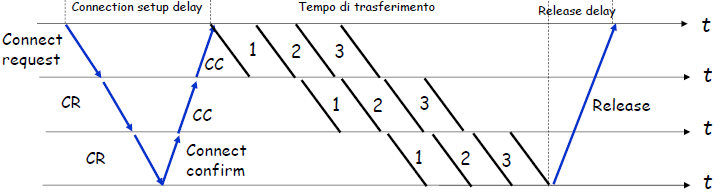 Connection setup delay
Tempo di trasferimento
Release delay
t
Connect
request
1
2
3
CC
t
CR
CC
1
2
3
Release
t
CR
Connect
confirm
1
2
3
t